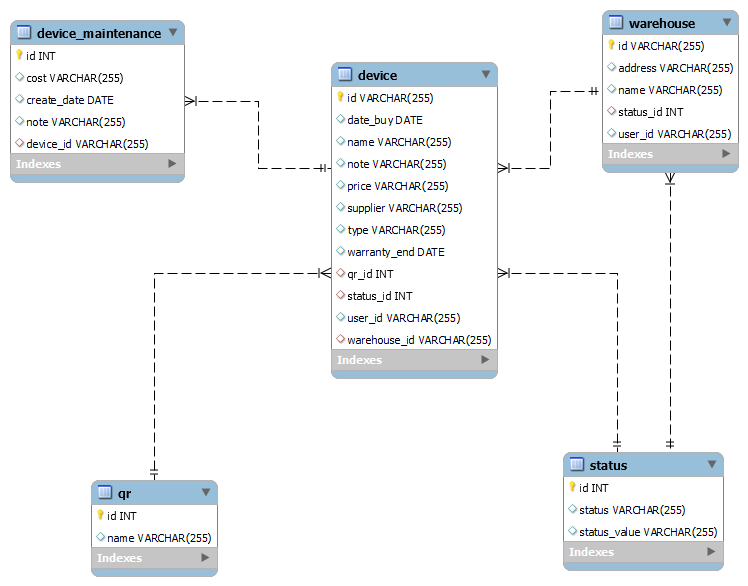 device_maintenance
id INT
cost VARCHAR(255)
create_date DATE
note VARCHAR(255)
device_id VARCHAR(255)
Indexes
device
id VARCHAR(255)
date_buy DATE
name VARCHAR(255)
note VARCHAR(255)
price VARCHAR(255)
supplier VARCHAR(255)
type VARCHAR(255)
warranty_end DATE
qr_id INT
status_id INT
user_id VARCHAR(255)
warehouse_id VARCHAR(255)
Indexes
warehouse
id VARCHAR(255)
address VARCHAR(255)
name VARCHAR(255)
status_id INT
user_id VARCHAR(255)
Indexes
qr
id INT
name VARCHAR(255)
Indexes
status
id INT
status VARCHAR(255)
status_value VARCHAR(255)
Indexes